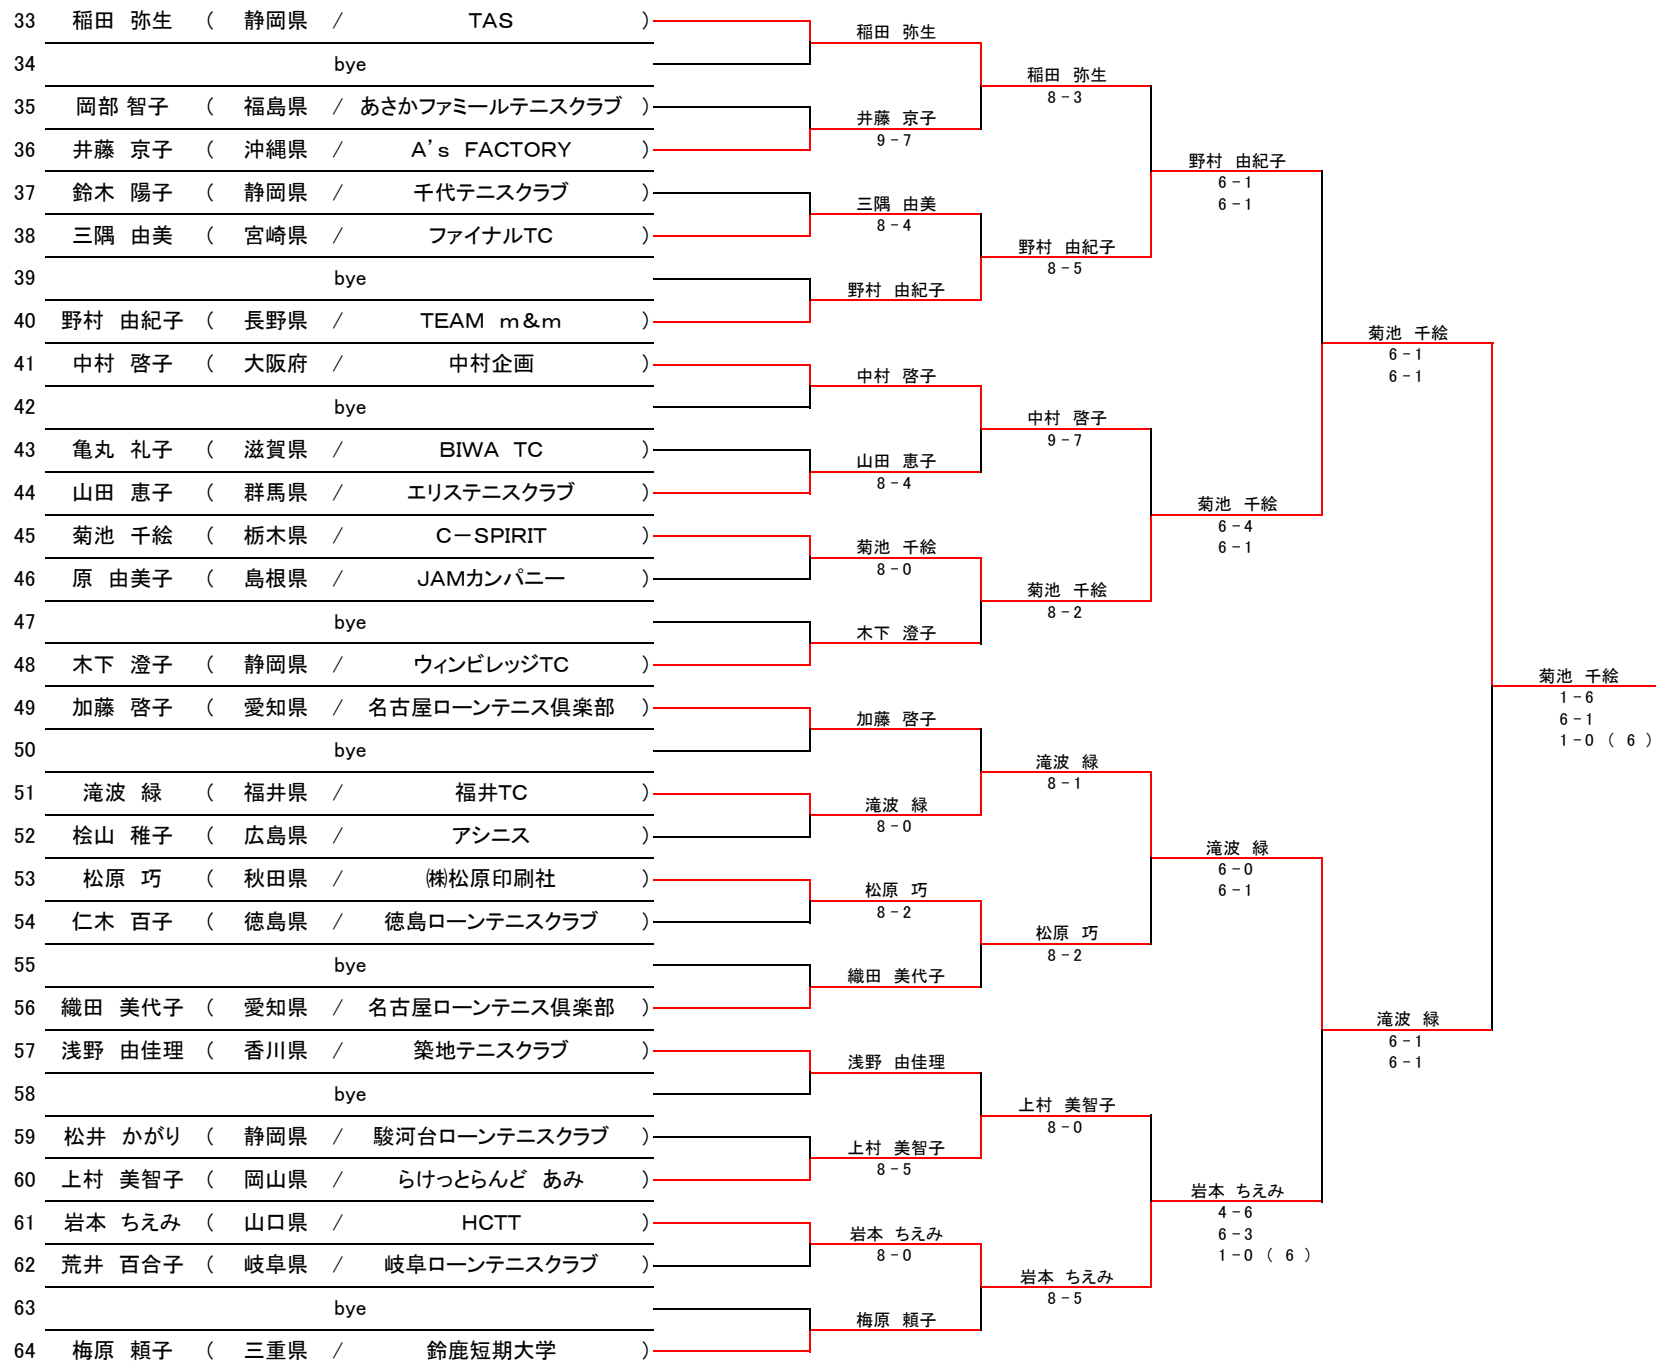 33 稲田 弥生 ( 静岡県 / TAS )
34 bye
35 岡部 智子 ( 福島県 / あさかファミールテニスクラブ )
36 井藤 京子 ( 沖縄県 / A's FACTORY )
37 鈴木 陽子 ( 静岡県 / 千代テニスクラブ )
38 三隅 由美 ( 宮崎県 / ファイナルTC )
39 bye
40 野村 由紀子 ( 長野県 / TEAM m&m )
41 中村 啓子 ( 大阪府 / 中村企画 )
42 bye
43 亀丸 礼子 ( 滋賀県 / BIWA TC )
44 山田 恵子 ( 群馬県 / エリステニスクラブ )
45 菊池 千絵 ( 栃木県 / C－SPIRIT )
46 原 由美子 ( 島根県 / JAMカンパニー )
47 bye
48 木下 澄子 ( 静岡県 / ウィンビレッジTC )
49 加藤 啓子 ( 愛知県 / 名古屋ローンテニス倶楽部 )
50 bye
51 滝波 緑 ( 福井県 / 福井TC )
52 桧山 稚子 ( 広島県 / アシニス )
53 松原 巧 ( 秋田県 / ㈱松原印刷社 )
54 仁木 百子 ( 徳島県 / 徳島ローンテニスクラブ )
55 bye
56 織田 美代子 ( 愛知県 / 名古屋ローンテニス倶楽部 )
57 浅野 由佳理 ( 香川県 / 築地テニスクラブ )
58 bye
59 松井 かがり ( 静岡県 / 駿河台ローンテニスクラブ )
60 上村 美智子 ( 岡山県 / らけっとらんど あみ )
61 岩本 ちえみ ( 山口県 / HCTT )
62 荒井 百合子 ( 岐阜県 / 岐阜ローンテニスクラブ )
63 bye
64 梅原 頼子 ( 三重県 / 鈴鹿短期大学 )
稲田 弥生
井藤 京子
9-7
三隅 由美
8-4
野村 由紀子
中村 啓子
山田 恵子
8-4
菊池 千絵
8-0
木下 澄子
加藤 啓子
滝波 緑
8-0
松原 巧
8-2
織田 美代子
浅野 由佳理
上村 美智子
8-5
岩本 ちえみ
8-0
梅原 頼子
稲田 弥生
8-3
野村 由紀子
8-5
中村 啓子
9-7
菊池 千絵
8-2
滝波 緑
8-1
松原 巧
8-2
上村 美智子
8-0
岩本 ちえみ
8-5
野村 由紀子
6-1
6-1
菊池 千絵
6-4
6-1
滝波 緑
6-0
6-1
岩本 ちえみ
4-6
6-3
1-0 ( 6 )
菊池 千絵
6-1
6-1
滝波 緑
6-1
6-1
菊池 千絵
1-6
6-1
1-0 ( 6 )